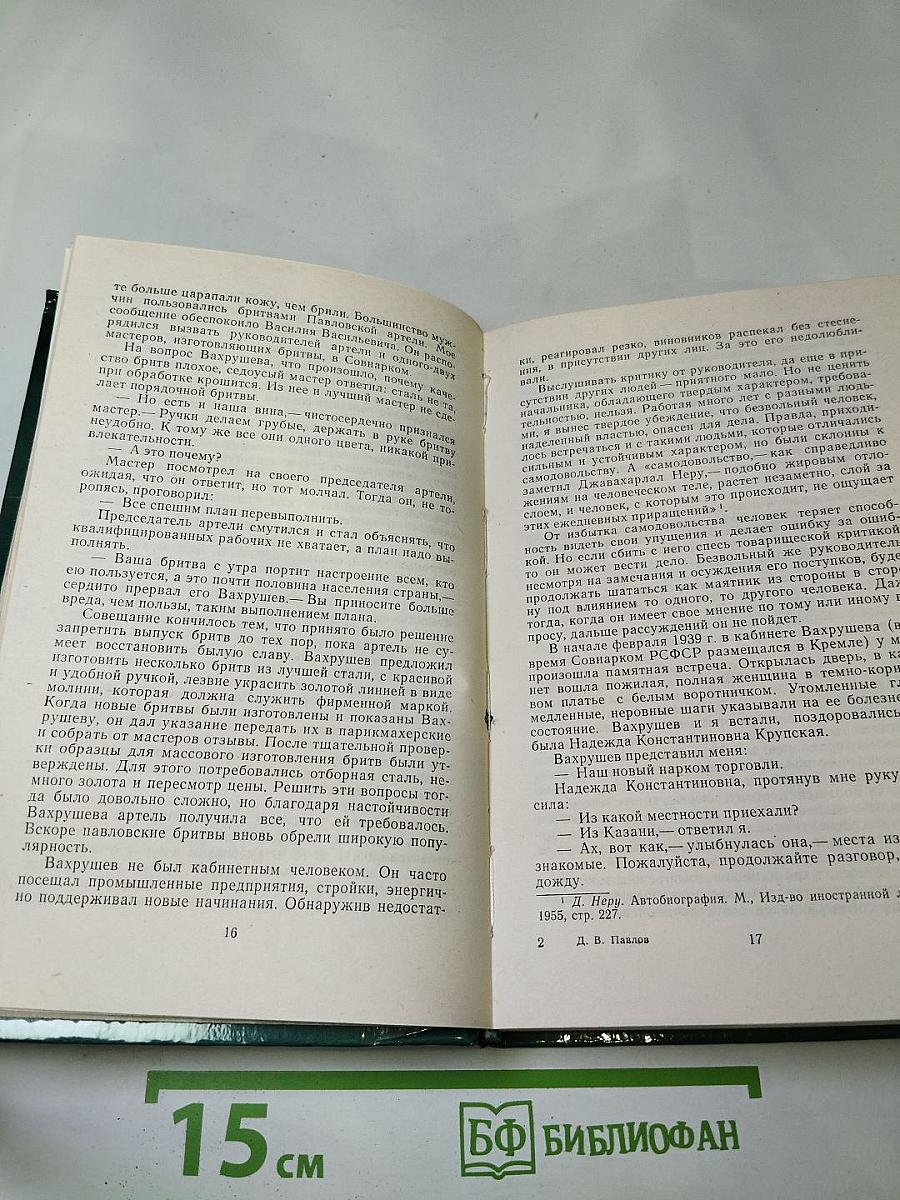 те больше царапали кожу, чем брили. Большинство муж-
чин пользовались бритвами Павловской артели. Мое
сообщение обеспокоило Василия Васильевича. Он распо-
рядился вызвать руководителей артели и одного-двух
мастеров, изготовляющих бритвы, в Совнарком.
На вопрос Вахрушева, что произошло, почему каче-
ство бритв плохое, седоусый мастер ответил: сталь не та,
при обработке крошится. Из нее и лучший мастер не сде-
лает порядочной бритвы.
— Но есть и наша вина,— чистосердечно признался
мастер.— Ручки делаем грубые, держать в руке бритву
неудобно. К тому же все они одного цвета, никакой при-
влекательности.
— А это почему?
Мастер посмотрел на своего председателя артели,
ожидая, что он ответит, но тот молчал. Тогда он, не то-
ропясь, проговорил:
— Все спешим план перевыполнить.
Председатель артели смутился и стал объяснять, что
квалифицированных рабочих не хватает, а план надо вы-
полнять.
— Ваша бритва с утра портит настроение всем, кто
ею пользуется, а это почти половина населения страны,—
сердито прервал его Вахрушев.— Вы приносите больше
вреда, чем пользы, таким выполнением плана.
Совещание кончилось тем, что принято было решение
запретить выпуск бритв до тех пор, пока артель не су-
меет восстановить былую славу. Вахрушев предложил
изготовить несколько бритв из лучшей стали, с красивой
и удобной ручкой, лезвие украсить золотой линией в виде
молнии, которая должна служить фирменной маркой.
Когда новые бритвы были изготовлены и показаны Вах-
рушеву, он дал указание передать их в парикмахерские
и собрать от мастеров отзывы. После тщательной провер-
ки образцы для массового изготовления бритв были ут-
верждены. Для этого потребовались отборная сталь, не-
много золота и пересмотр цены. Решить эти вопросы тог-
да было довольно сложно, но благодаря настойчивости
Вахрушева артель получила все, что ей требовалось.
Вскоре павловские бритвы вновь обрели широкую попу-
лярность.
Вахрушев не был кабинетным человеком. Он часто
посещал промышленные предприятия, стройки, энергич-
но поддерживал новые начинания. Обнаружив недостат-
16
ки, реагировал резко, виновников распекал без стесне-
ния, в присутствии других лиц. За это его недолюбли-
вали.
Выслушивать критику от руководителя, да еще в при-
сутствии других людей — приятного мало. Но не ценить
начальника, обладающего твердым характером, требова-
тельностью, нельзя. Работая много лет с разными людь-
ми, я вынес твердое убеждение, что безвольный человек,
наделенный властью, опасен для дела. Правда, приходи-
лось встречаться и с такими людьми, которые отличались
сильным и устойчивым характером, но были склонны к
самодовольству. А «самодовольство,— как справедливо
заметил Джавахарлал Неру,— подобно жировым отло-
жениям на человеческом теле, растет незаметно, слой за
слоем, и человек, с которым это происходит, не ощущает
этих ежедневных приращений» ¹.
От избытка самодовольства человек теряет способ-
ность видеть свои упущения и делает ошибку за ошиб-
кой. Но если сбить с него спесь товарищеской критикой
то он может вести дело. Безвольный же руководитель
несмотря на замечания и осуждения его поступков, буде
продолжать шататься как маятник из стороны в сторо
ну под влиянием то одного, то другого человека. Даж
тогда, когда он имеет свое мнение по тому или иному в
просу, дальше рассуждений он не пойдет.
В начале февраля 1939 г. в кабинете Вахрушева (в
время Совнарком РСФСР размещался в Кремле) у м
произошла памятная встреча. Открылась дверь, в ка
нет вошла пожилая, полная женщина в темно-кори
вом платье с белым воротничком. Утомленные гл
медленные, неровные шаги указывали на ее болезне
состояние. Вахрушев и я встали, поздоровались
была Надежда Константиновна Крупская.
Вахрушев представил меня:
— Наш новый нарком торговли.
Надежда Константиновна, протянув мне руку
сила:
— Из какой местности приехали?
— Из Казани,— ответил я.
— Ах, вот как,— улыбнулась она,— места из
знакомые. Пожалуйста, продолжайте разговор,
дожду.
¹ Д. Неру. Автобиография. М., Изд-во иностранной л
1955, стр. 227.
2 Д. В. Павлов 17
15 см
БФ БИБЛИОФАН